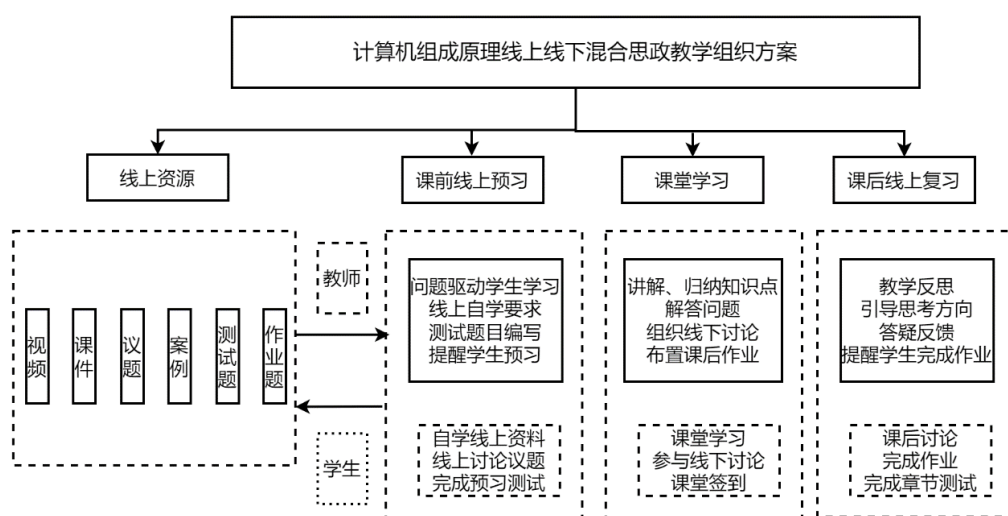 计算机组成原理线上线下混合思政教学组织方案
线上资源
课前线上预习
课堂学习
课后线上复习
视频
课件
议题
案例
测试题
作业题
教师
学生
问题驱动学生学习
线上自学要求
测试题目编写
提醒学生预习
自学线上资料
线上讨论议题
完成预习测试
讲解、归纳知识点
解答问题
组织线下讨论
布置课后作业
课堂学习
参与线下讨论
课堂签到
教学反思
引导思考方向
答疑反馈
提醒学生完成作业
课后讨论
完成作业
完成章节测试